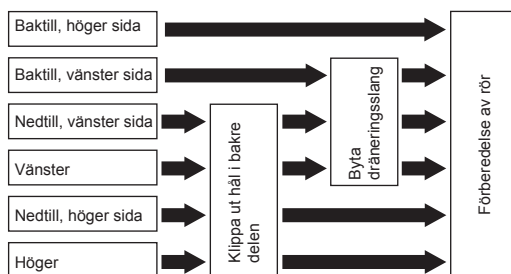 Baktill, höger sida
Baktill, vänster sida
Nedtill, vänster sida
Vänster
Nedtill, höger sida
Höger
Klippa ut hål i bakre
delen
Byta
dräneringsslang
Förberedelse av rör